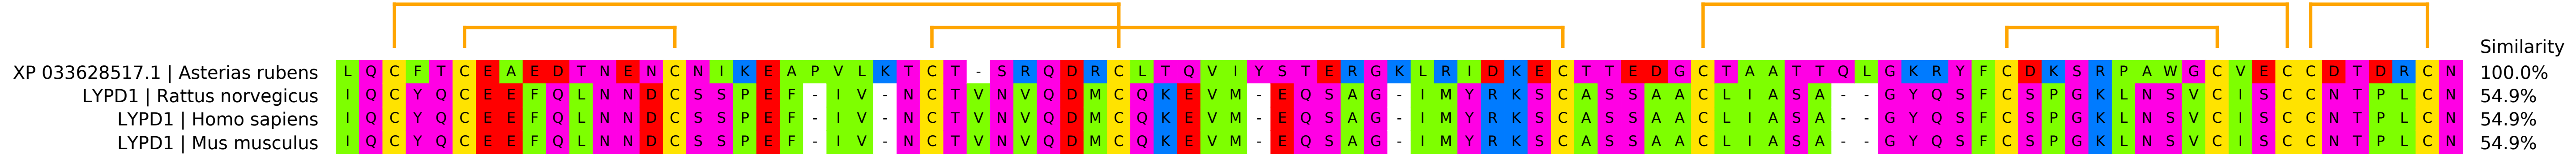 Similarity
XP 033628517.1 | Asterias rubens L Q C F T C E A E D T N E N C N I K E A P V L K T C T - S R Q D R C L T Q V I Y S T E R G K L R I D K E C T T E D G C T A A T T Q L G K R Y F C D K S R P A W G C V E C C D T D R C N 100.0%
LYPD1 | Rattus norvegicus I Q C Y Q C E E F Q L N N D C S S P E F - I V - N C T V N V Q D M C Q K E V M - E Q S A G - I M Y R K S C A S S A A C L I A S A - - G Y Q S F C S P G K L N S V C I S C C N T P L C N 54.9%
LYPD1 | Homo sapiens I Q C Y Q C E E F Q L N N D C S S P E F - I V - N C T V N V Q D M C Q K E V M - E Q S A G - I M Y R K S C A S S A A C L I A S A - - G Y Q S F C S P G K L N S V C I S C C N T P L C N 54.9%
LYPD1 | Mus musculus I Q C Y Q C E E F Q L N N D C S S P E F - I V - N C T V N V Q D M C Q K E V M - E Q S A G - I M Y R K S C A S S A A C L I A S A - - G Y Q S F C S P G K L N S V C I S C C N T P L C N 54.9%